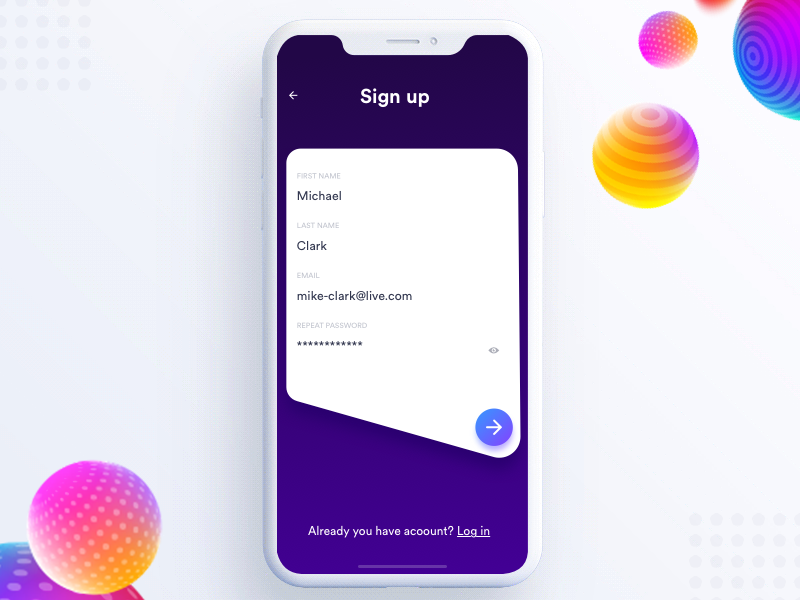 Sign up
FIRST NAME
Michael
LAST NAME
Clark
EMAIL
mike-clark@live.com
REPEAT PASSWORD
************
Already you have acoount? Log in